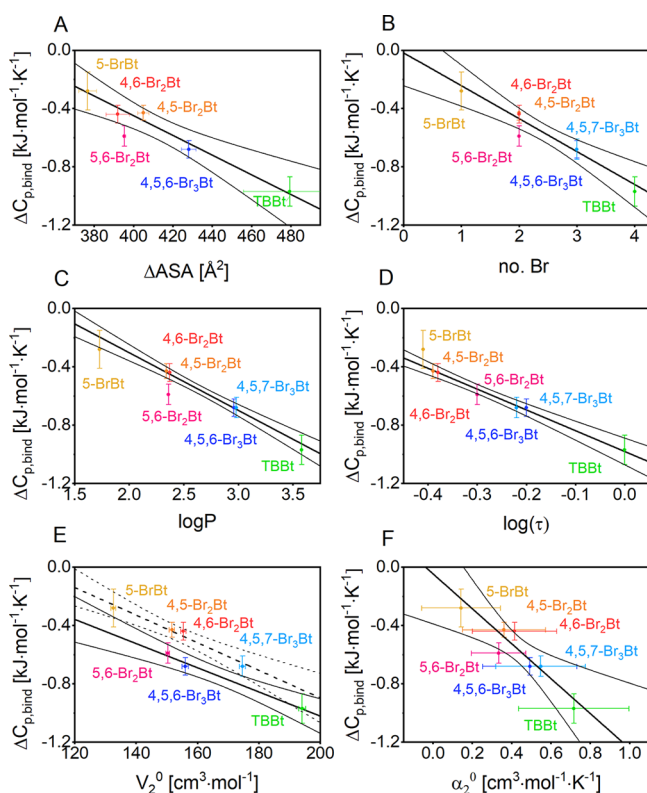 A
0.0
-0.4
-0.8
-1.2
ΔC_p,bind [kJ·mol⁻¹·K⁻¹]
5-BrBt
4,6-Br₂Bt
4,5-Br₂Bt
5,6-Br₂Bt
4,5,6-Br₃Bt
TBBt
370 400 430 460
ΔASA [Å²]
B
0.0
-0.4
-0.8
-1.2
ΔC_p,bind [kJ·mol⁻¹·K⁻¹]
5-BrBt
4,6-Br₂Bt
4,5-Br₂Bt
5,6-Br₂Bt
4,5,7-Br₃Bt
4,5,6-Br₃Bt
TBBt
0 1 2 3 4
no. Br
C
0.0
-0.4
-0.8
-1.2
ΔC_p,bind [kJ·mol⁻¹·K⁻¹]
4,6-Br₂Bt
4,5-Br₂Bt
5-BrBt
5,6-Br₂Bt
4,5,7-Br₃Bt
4,5,6-Br₃Bt
TBBt
1.5 2.0 2.5 3.0 3.5
logP
D
0.0
-0.4
-0.8
-1.2
ΔC_p,bind [kJ·mol⁻¹·K⁻¹]
5-BrBt
4,5-Br₂Bt
5,6-Br₂Bt
4,6-Br₂Bt
4,5,7-Br₃Bt
4,5,6-Br₃Bt
TBBt
-0.4 -0.3 -0.2 -0.1 0.0
log(τ)
E
0.0
-0.4
-0.8
-1.2
ΔC_p,bind [kJ·mol⁻¹·K⁻¹]
5-BrBt
4,5-Br₂Bt
4,6-Br₂Bt
4,5,7-Br₃Bt
5,6-Br₂Bt
4,5,6-Br₃Bt
TBBt
120 140 160 180 200
V₂⁰ [cm³·mol⁻¹]
F
0.0
-0.4
-0.8
-1.2
ΔC_p,bind [kJ·mol⁻¹·K⁻¹]
5-BrBt
4,5-Br₂Bt
4,6-Br₂Bt
5,6-Br₂Bt
4,5,7-Br₃Bt
4,5,6-Br₃Bt
TBBt
0.0 0.2 0.4 0.6 0.8 1.0
α₂⁰ [cm³·mol⁻¹·K⁻¹]